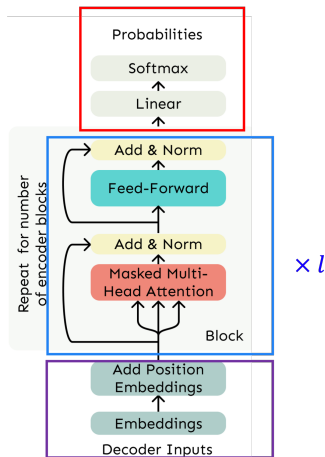 Probabilities
Softmax
Linear
Add & Norm
Feed-Forward
Add & Norm
Masked Multi-
Head Attention
Block
Repeat for number
of encoder blocks
× l
Add Position
Embeddings
Embeddings
Decoder Inputs